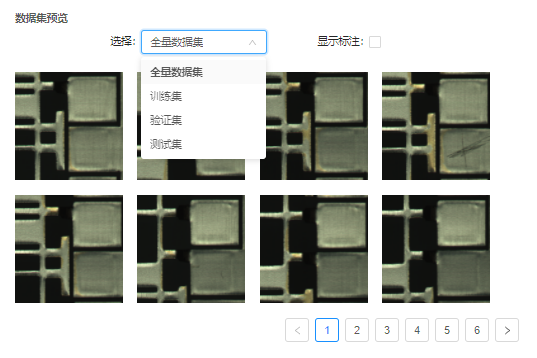 数据集预览
选择： 全量数据集 显示标注：
全量数据集
训练集
验证集
测试集
< 1 2 3 4 5 6 >